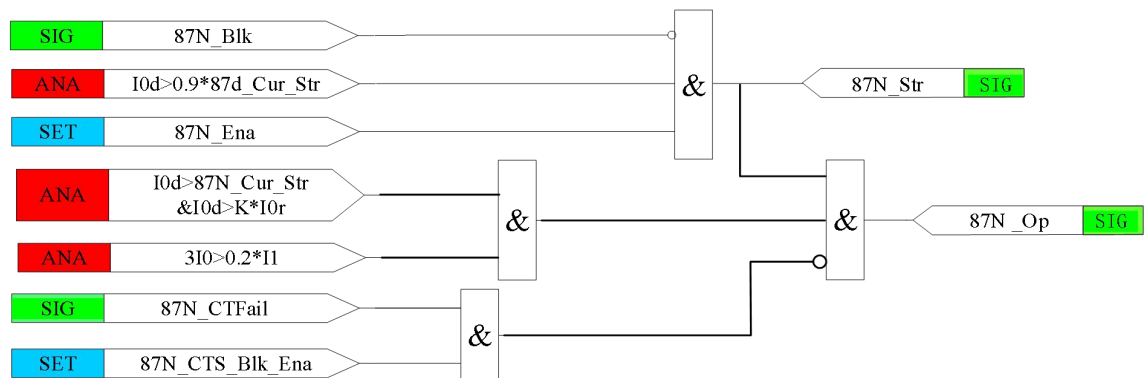 SIG 87N_Blk
ANA I0d>0.9*87d_Cur_Str
&
87N_Str SIG
SET 87N_Ena
ANA I0d>87N_Cur_Str
&I0d>K*I0r
&
&
87N _Op SIG
ANA 3I0>0.2*I1
SIG 87N_CTFail
&
SET 87N_CTS_Blk_Ena